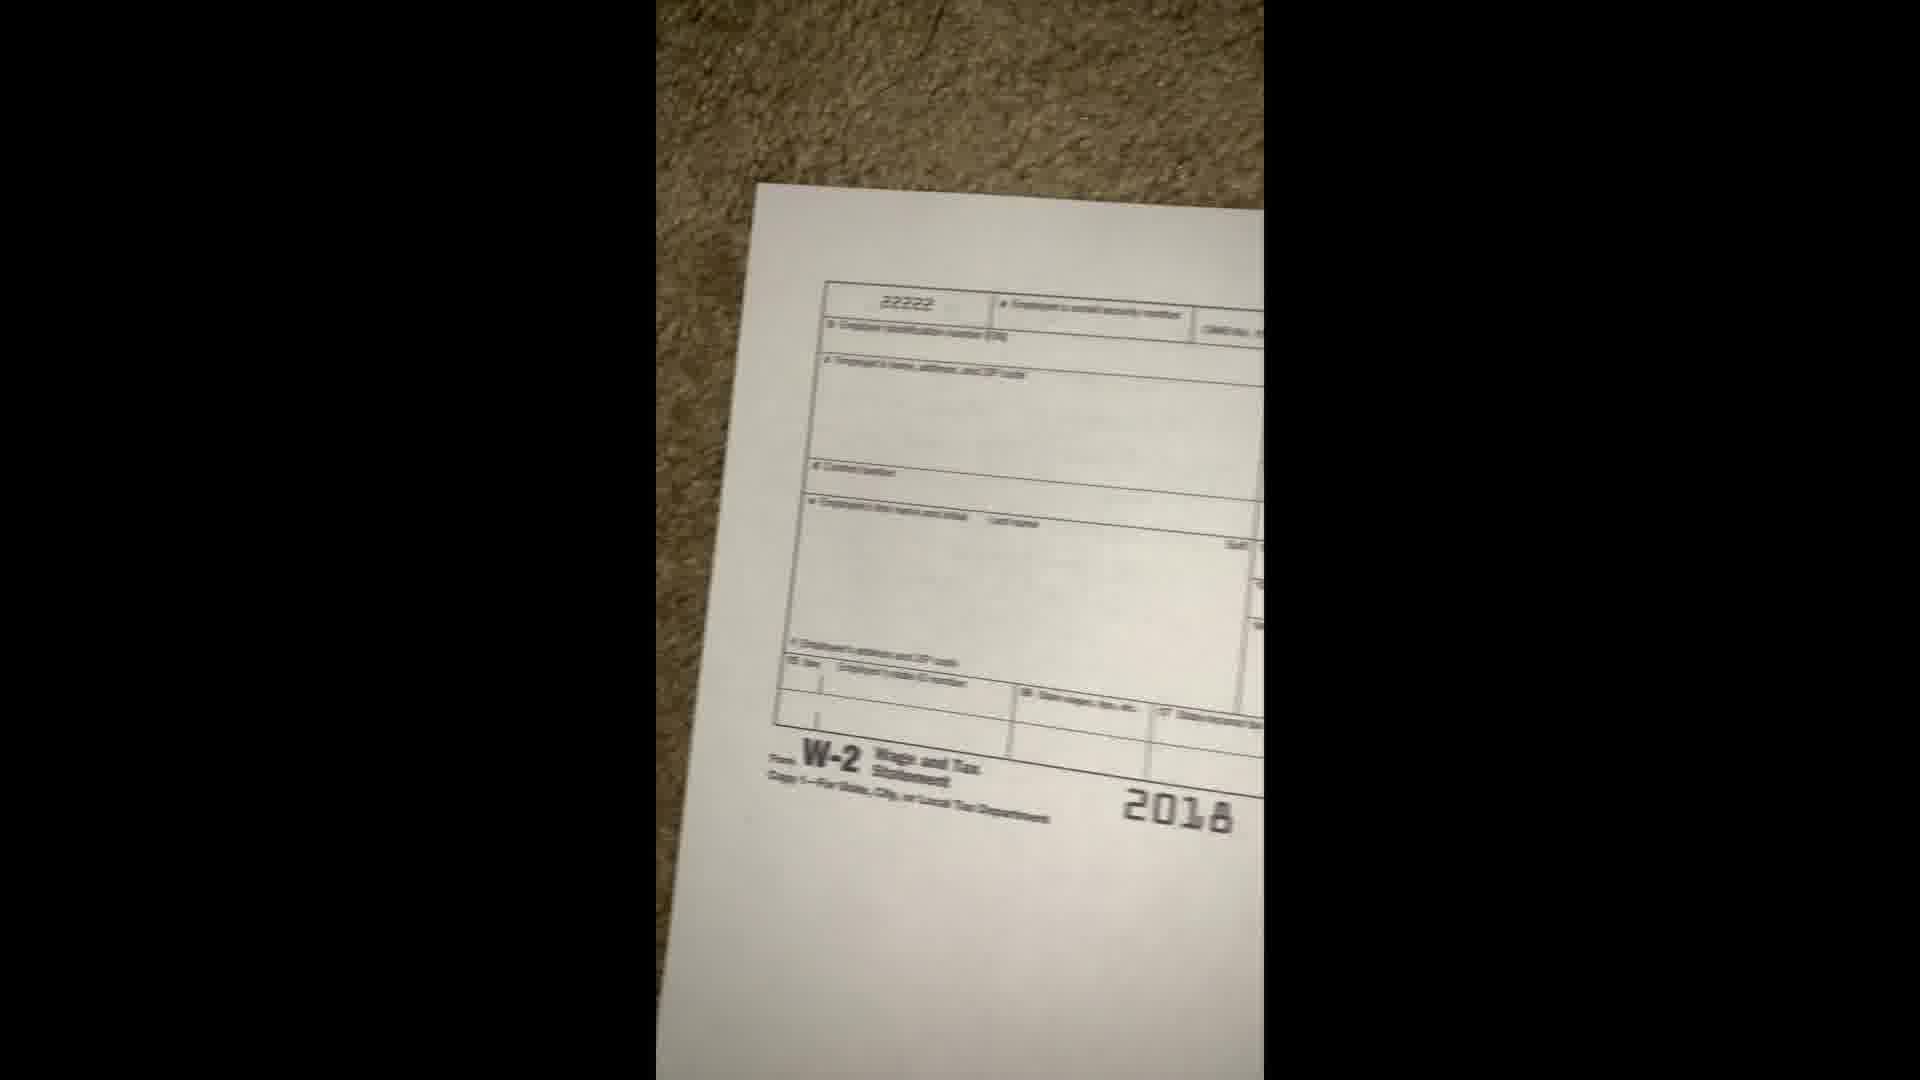 22222
a Employee's social security number
OMB No.
b Employer identification number (EIN)
c Employer's name, address, and ZIP code
d Control number
e Employee's first name and initial Last name
Suff.
f Employee's address and ZIP code
15 State Employer's state ID number
16 State wages, tips, etc.
17 State income tax
Form W-2 Wage and Tax
Statement
2018
Copy 1—For State, City, or Local Tax Department